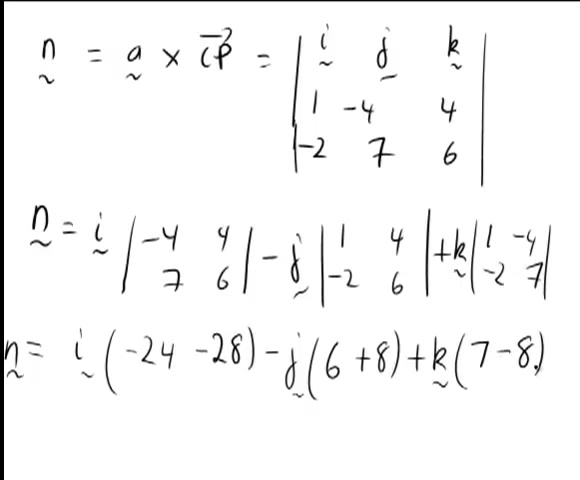 n = a × CP = | i j k |
| 1 -4 4 |
| -2 7 6 |
n = i | -4 4 | - j | 1 4 | + k | 1 -4 |
| 7 6 | | -2 6 | | -2 7 |
n = i (-24 -28) - j (6 + 8) + k (7 - 8)